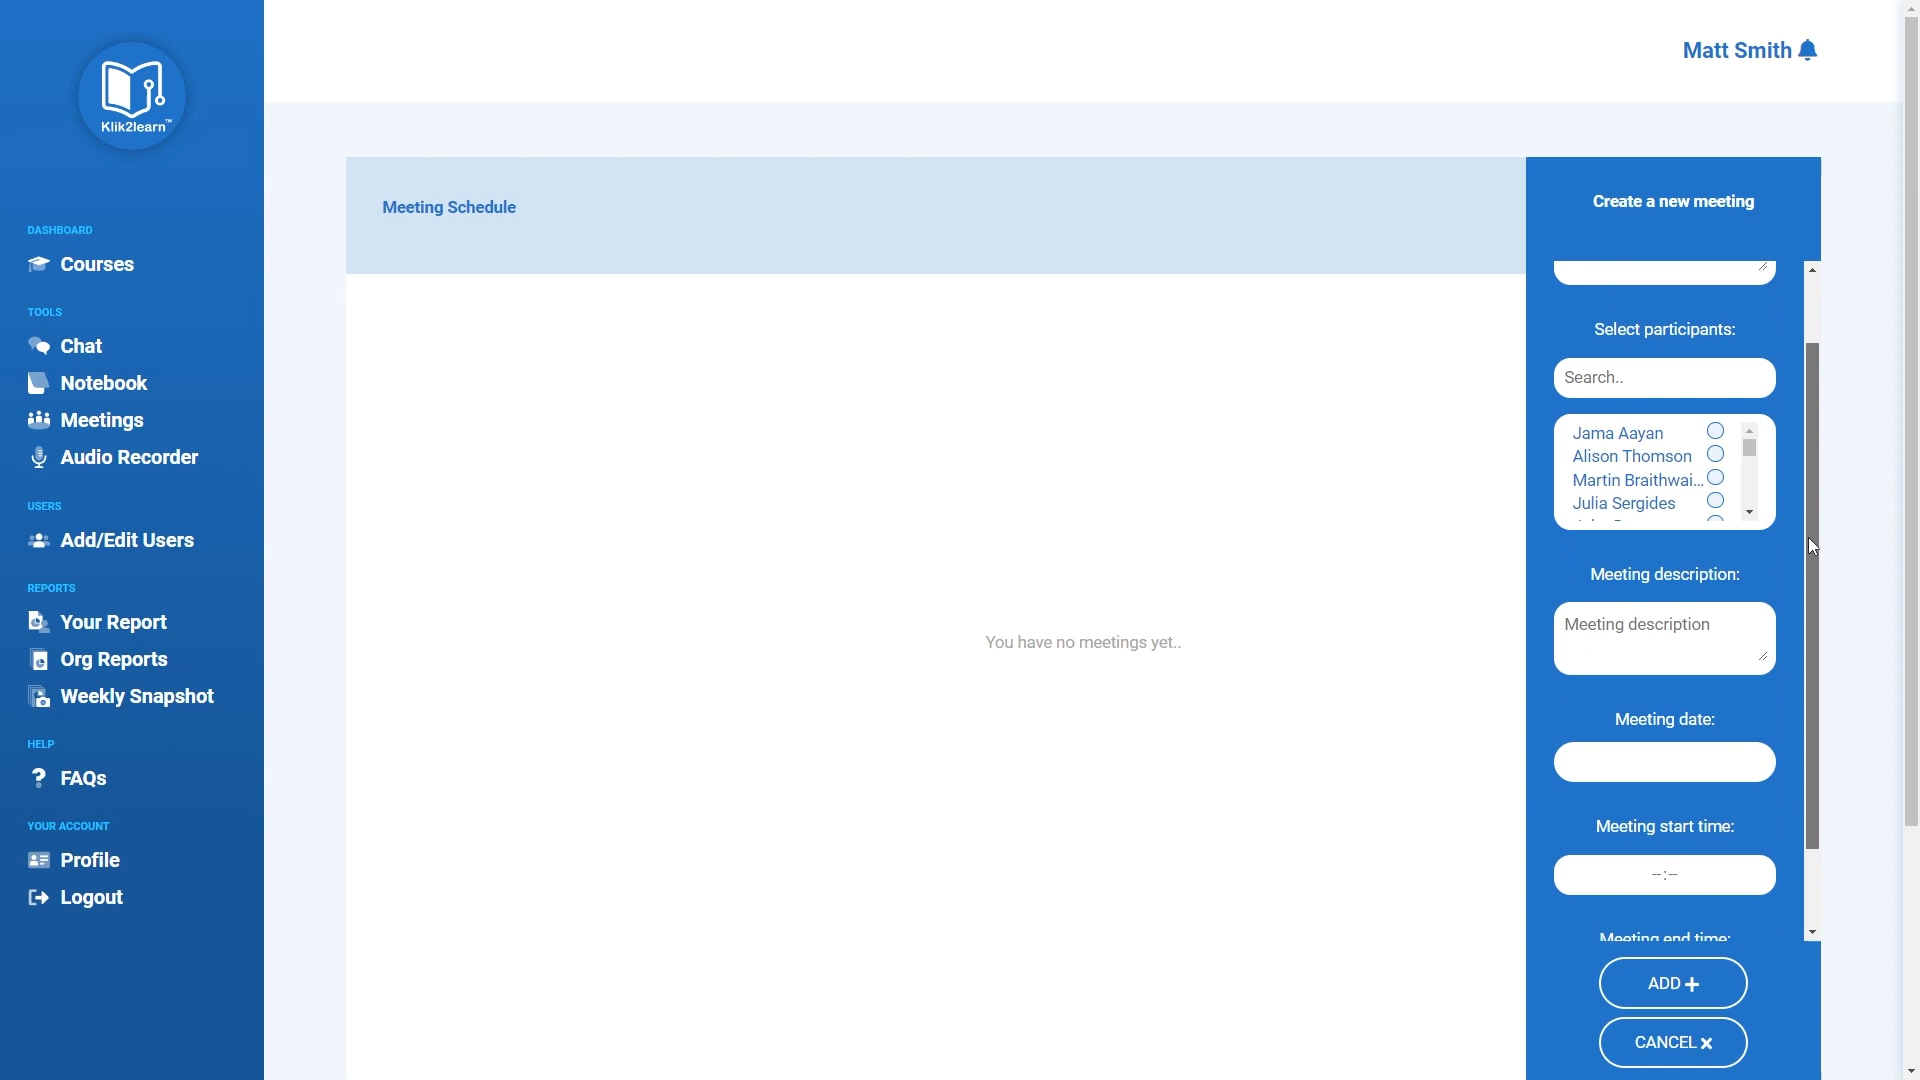 Klik2learn™
DASHBOARD
Courses
TOOLS
Chat
Notebook
Meetings
Audio Recorder
USERS
Add/Edit Users
REPORTS
Your Report
Org Reports
Weekly Snapshot
HELP
FAQs
YOUR ACCOUNT
Profile
Logout
Matt Smith
Meeting Schedule
You have no meetings yet..
Create a new meeting
Select participants:
Search..
Jama Aayan
Alison Thomson
Martin Braithwai...
Julia Sergides
Meeting description:
Meeting description
Meeting date:
Meeting start time:
--:--
Meeting end time:
ADD
CANCEL